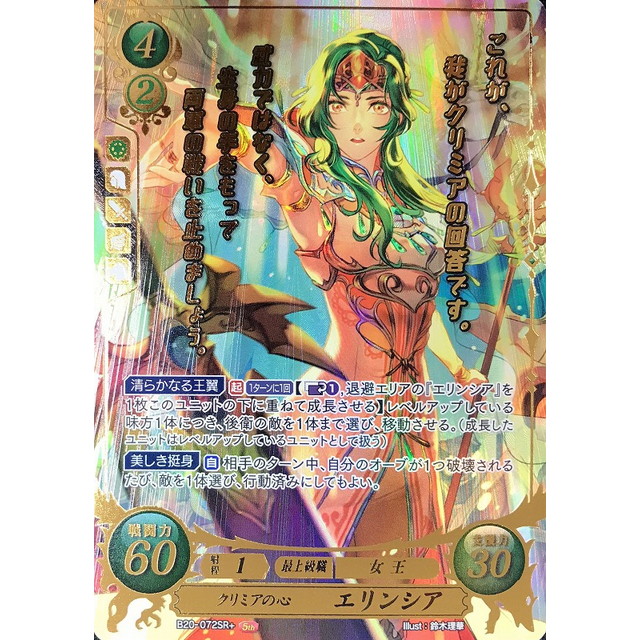 4
2
これが、
我がクリミアの回答です。
武力ではなく、
この身の矛をもって
両軍の戦いを止めましょう。
清らかなる王翼 起 1ターンに1回【1,退避エリアの『エリンシア』を
1枚このユニットの下に重ねて成長させる】レベルアップしている
味方1体につき、後衛の敵を1体まで選び、移動させる。（成長した
ユニットはレベルアップしているユニットとして扱う）
美しき挺身 自 相手のターン中、自分のオーブが1つ破壊される
たび、敵を1体選び、行動済みにしてもよい。
戦闘力
60
射程 1 最上級職 女王
支援力
30
クリミアの心 エリンシア
B20-072SR+ 5th
Illust:鈴木理華